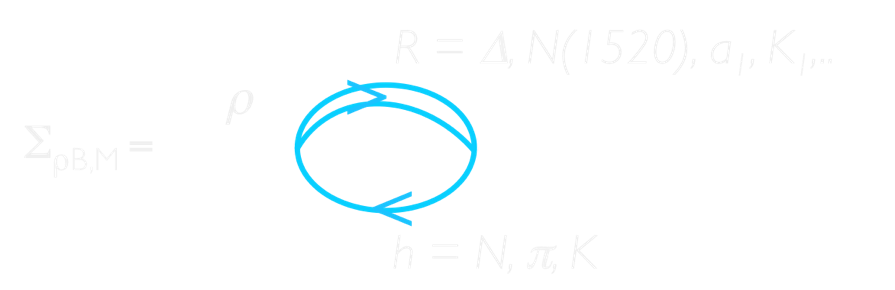 R = Δ, N(1520), a₁, K₁,..
ρ
Σ_ρB,M =
h = N, π, K